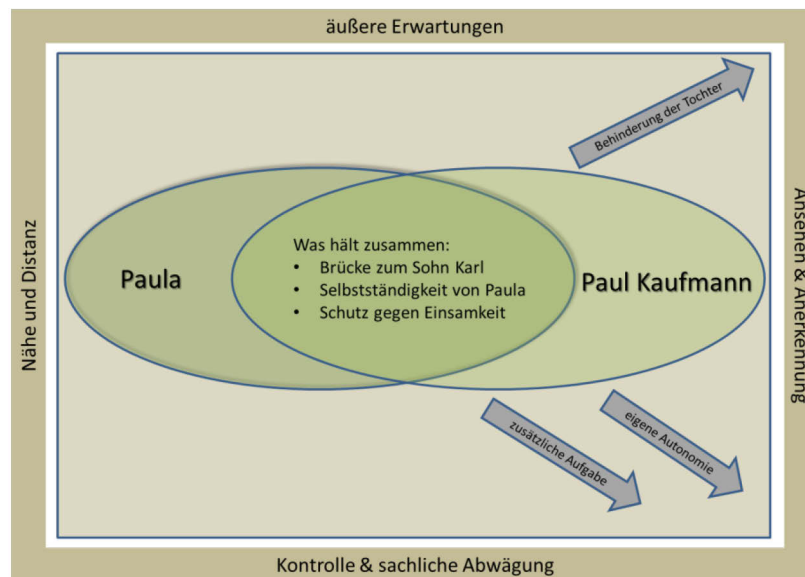 äußere Erwartungen
Behinderung der Tochter
Nähe und Distanz
Paula
Was hält zusammen:
• Brücke zum Sohn Karl
• Selbstständigkeit von Paula
• Schutz gegen Einsamkeit
Paul Kaufmann
Ansenen & Anerkennung
zusätzliche Aufgabe
eigene Autonomie
Kontrolle & sachliche Abwägung